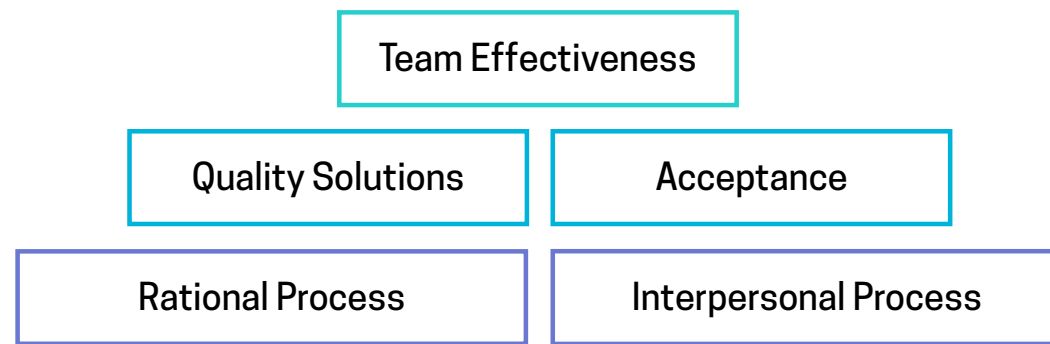 Team Effectiveness
Quality Solutions
Acceptance
Rational Process
Interpersonal Process